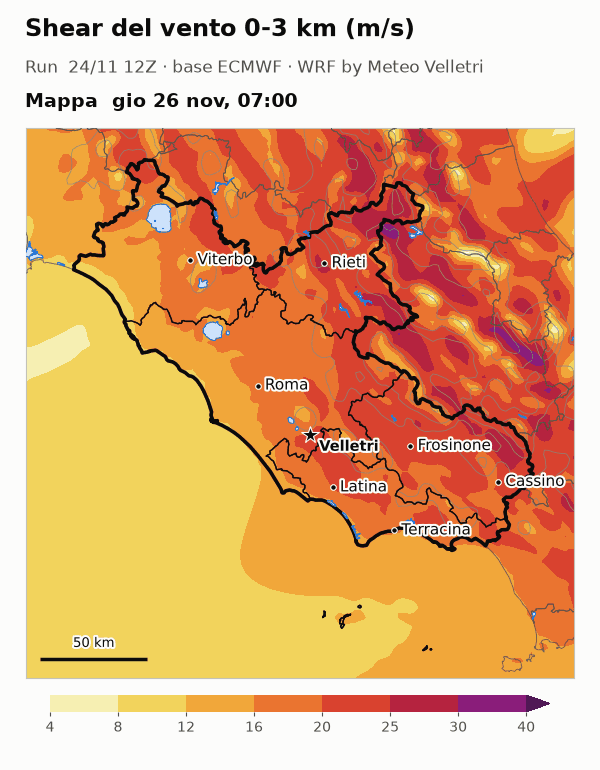 Shear del vento 0-3 km (m/s)
Run  24/11 12Z · base ECMWF · WRF by Meteo Velletri
Mappa  gio 26 nov, 07:00
Viterbo
Rieti
Roma
Velletri
Frosinone
Latina
Cassino
Terracina
50 km
4 8 12 16 20 25 30 40